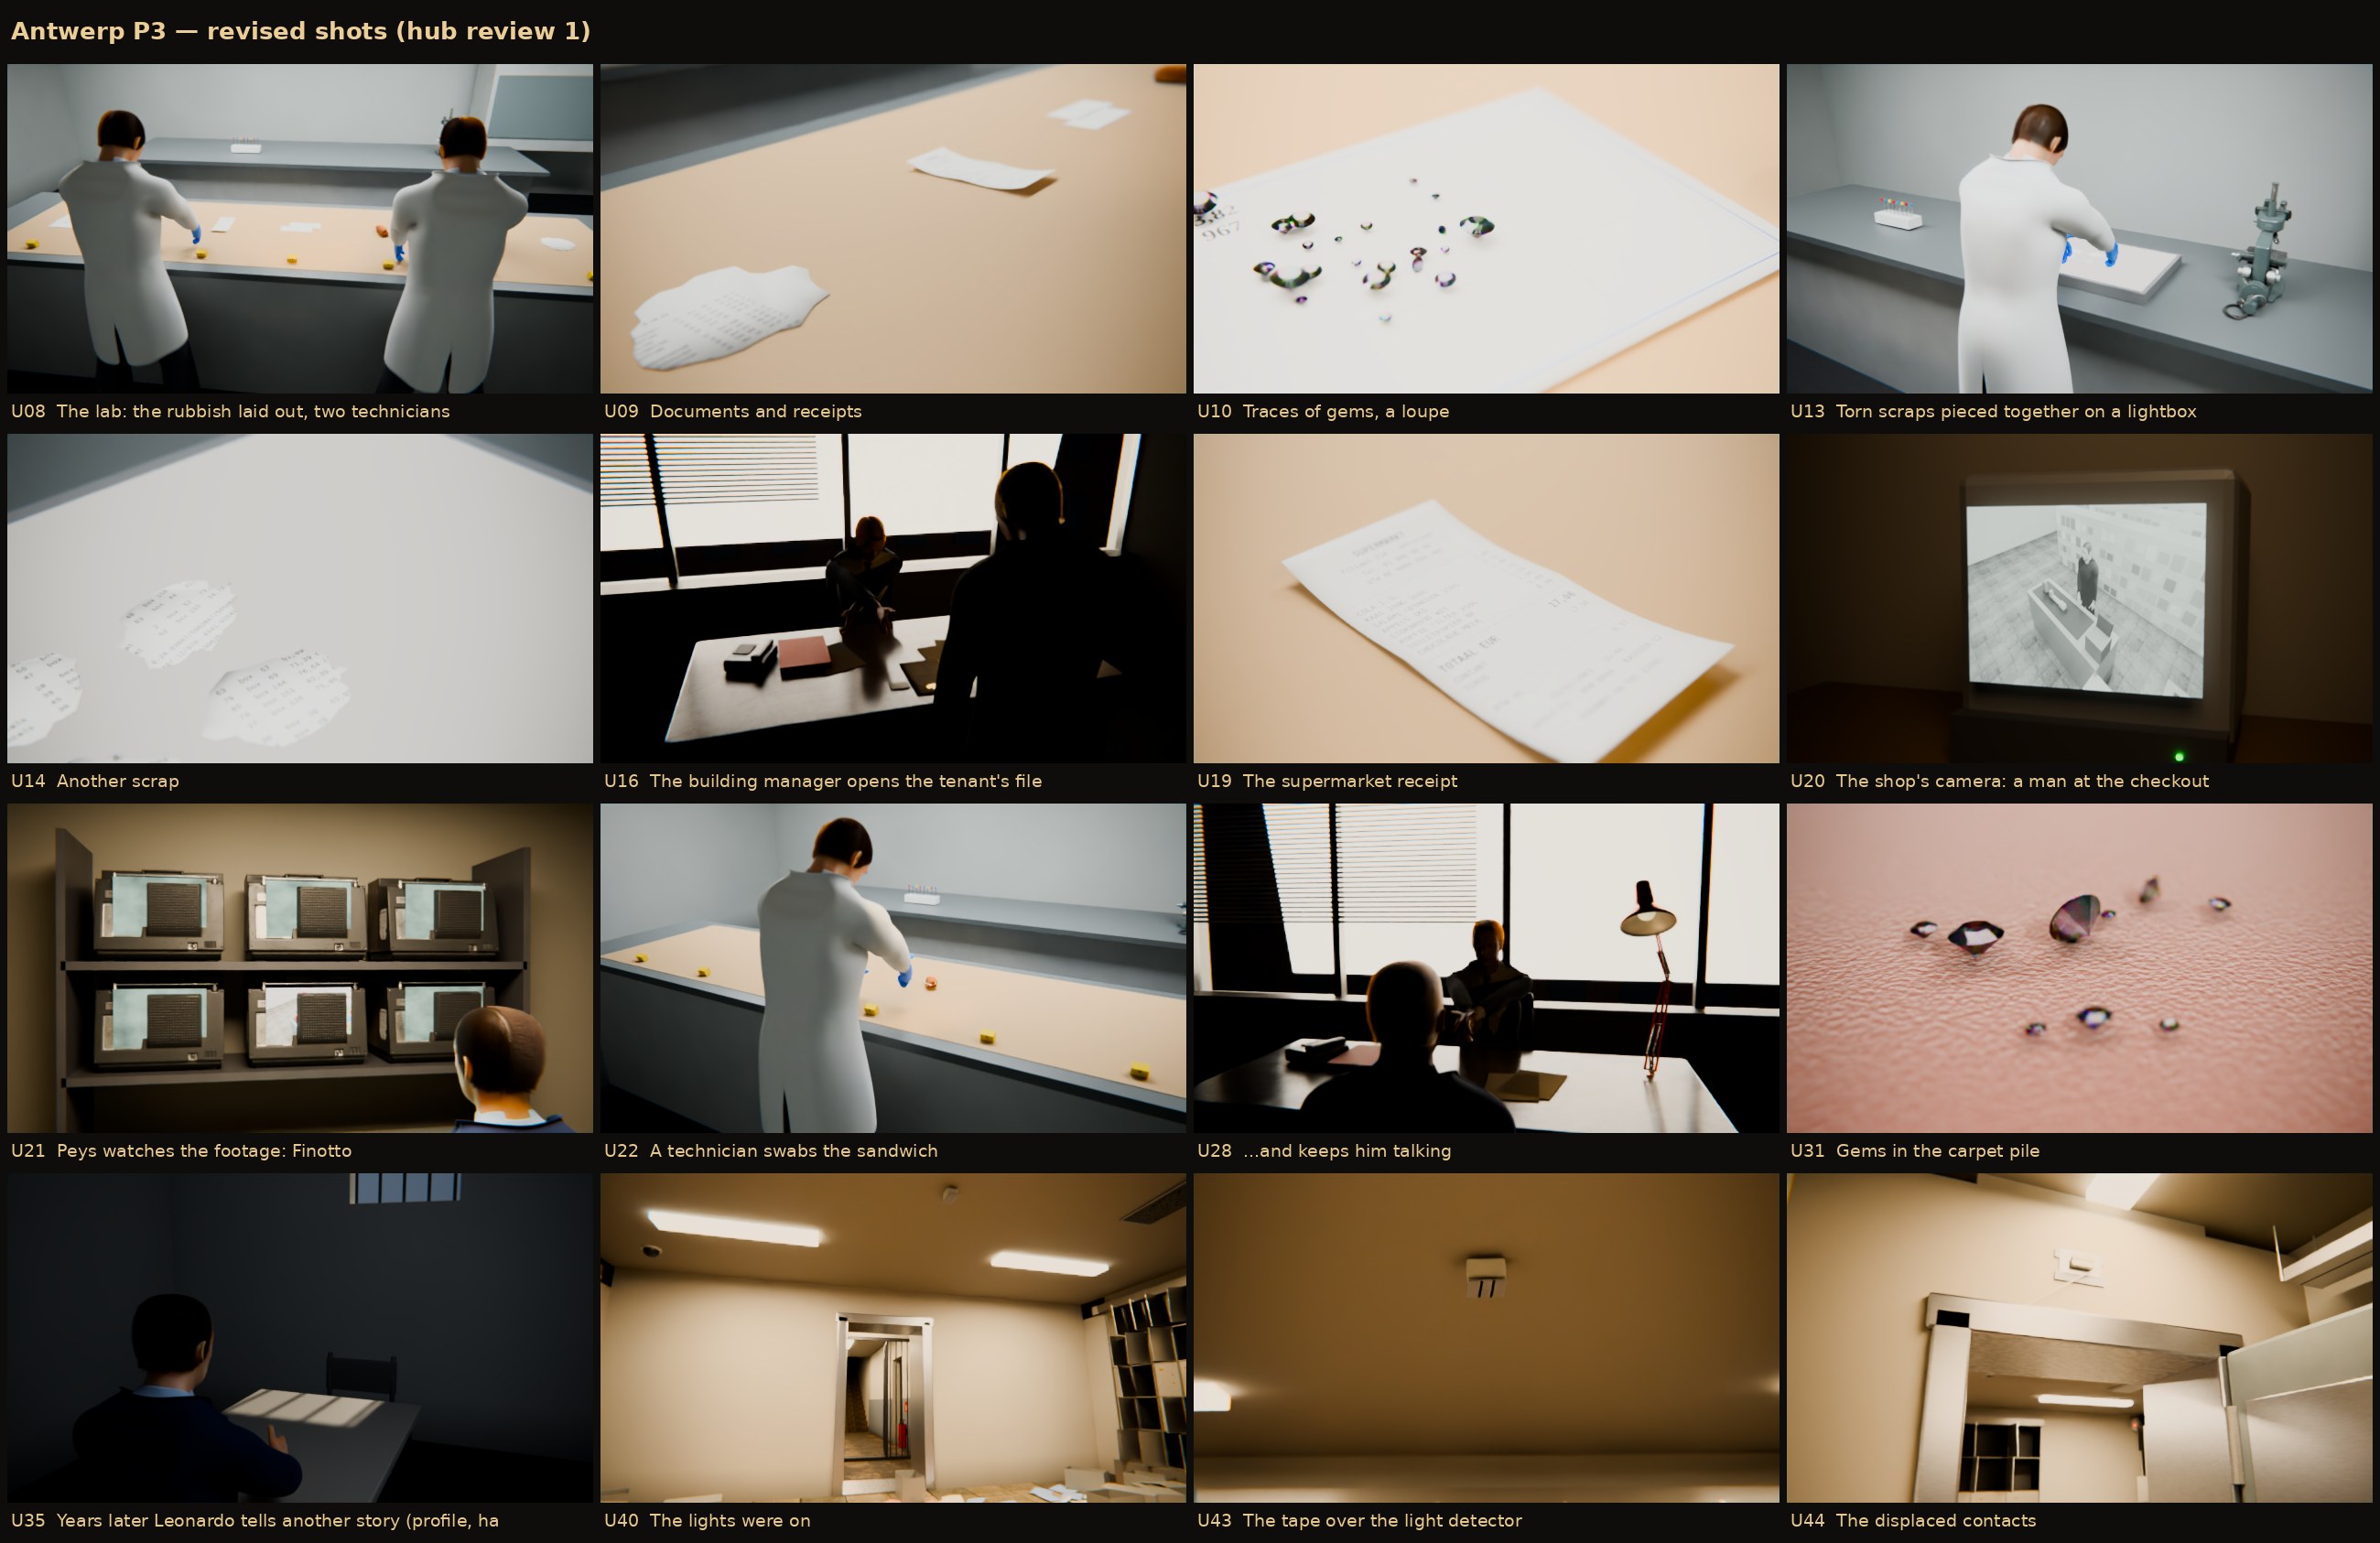 Antwerp P3 — revised shots (hub review 1)
U08 The lab: the rubbish laid out, two technicians
U09 Documents and receipts
967
U10 Traces of gems, a loupe
U13 Torn scraps pieced together on a lightbox
U14 Another scrap
U16 The building manager opens the tenant's file
SUPERMARKT
TOTAAL EUR
U19 The supermarket receipt
U20 The shop's camera: a man at the checkout
U21 Peys watches the footage: Finotto
U22 A technician swabs the sandwich
U28 ...and keeps him talking
U31 Gems in the carpet pile
U35 Years later Leonardo tells another story (profile, ha
U40 The lights were on
U43 The tape over the light detector
U44 The displaced contacts